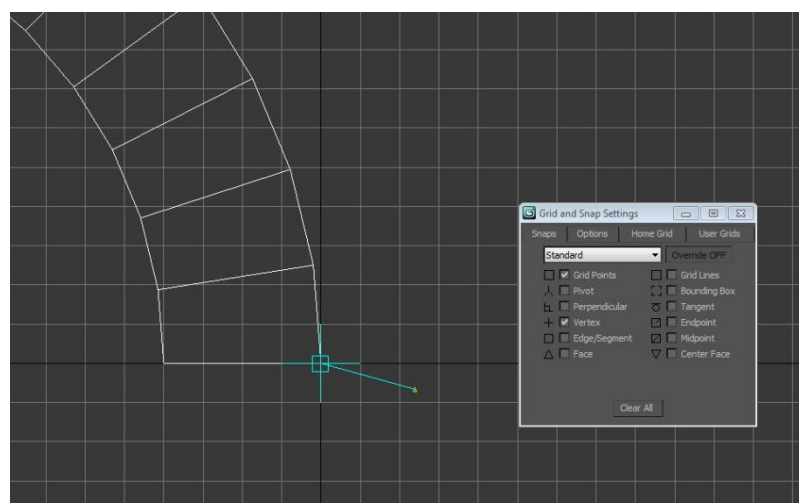 Grid and Snap Settings
Snaps Options Home Grid User Grids
Standard Override OFF
Grid Points Grid Lines
Pivot Bounding Box
Perpendicular Tangent
Vertex Endpoint
Edge/Segment Midpoint
Face Center Face
Clear All